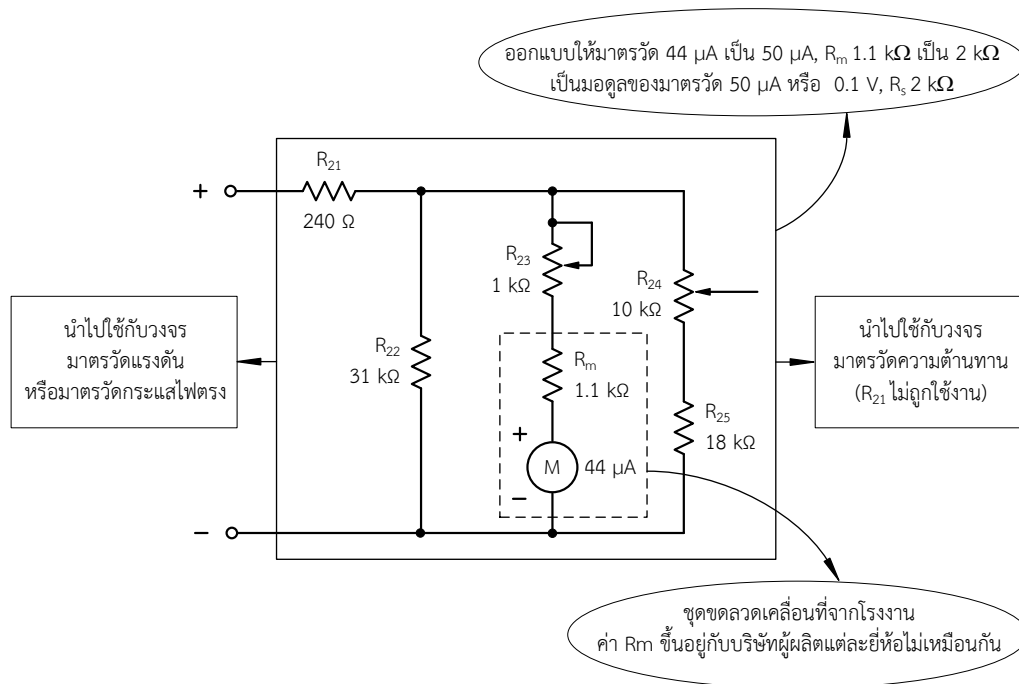 ออกแบบให้มาตรวัด 44 µA เป็น 50 µA, Rm 1.1 kΩ เป็น 2 kΩ
เป็นมอดูลของมาตรวัด 50 µA หรือ 0.1 V, Rs 2 kΩ
R21
+
240 Ω
R23
1 kΩ
R24
10 kΩ
นำไปใช้กับวงจร
มาตรวัดแรงดัน
หรือมาตรวัดกระแสไฟตรง
R22
31 kΩ
Rm
1.1 kΩ
นำไปใช้กับวงจร
มาตรวัดความต้านทาน
(R21 ไม่ถูกใช้งาน)
R25
18 kΩ
+
M 44 µA
−
−
ชุดขดลวดเคลื่อนที่จากโรงงาน
ค่า Rm ขึ้นอยู่กับบริษัทผู้ผลิตแต่ละยี่ห้อไม่เหมือนกัน